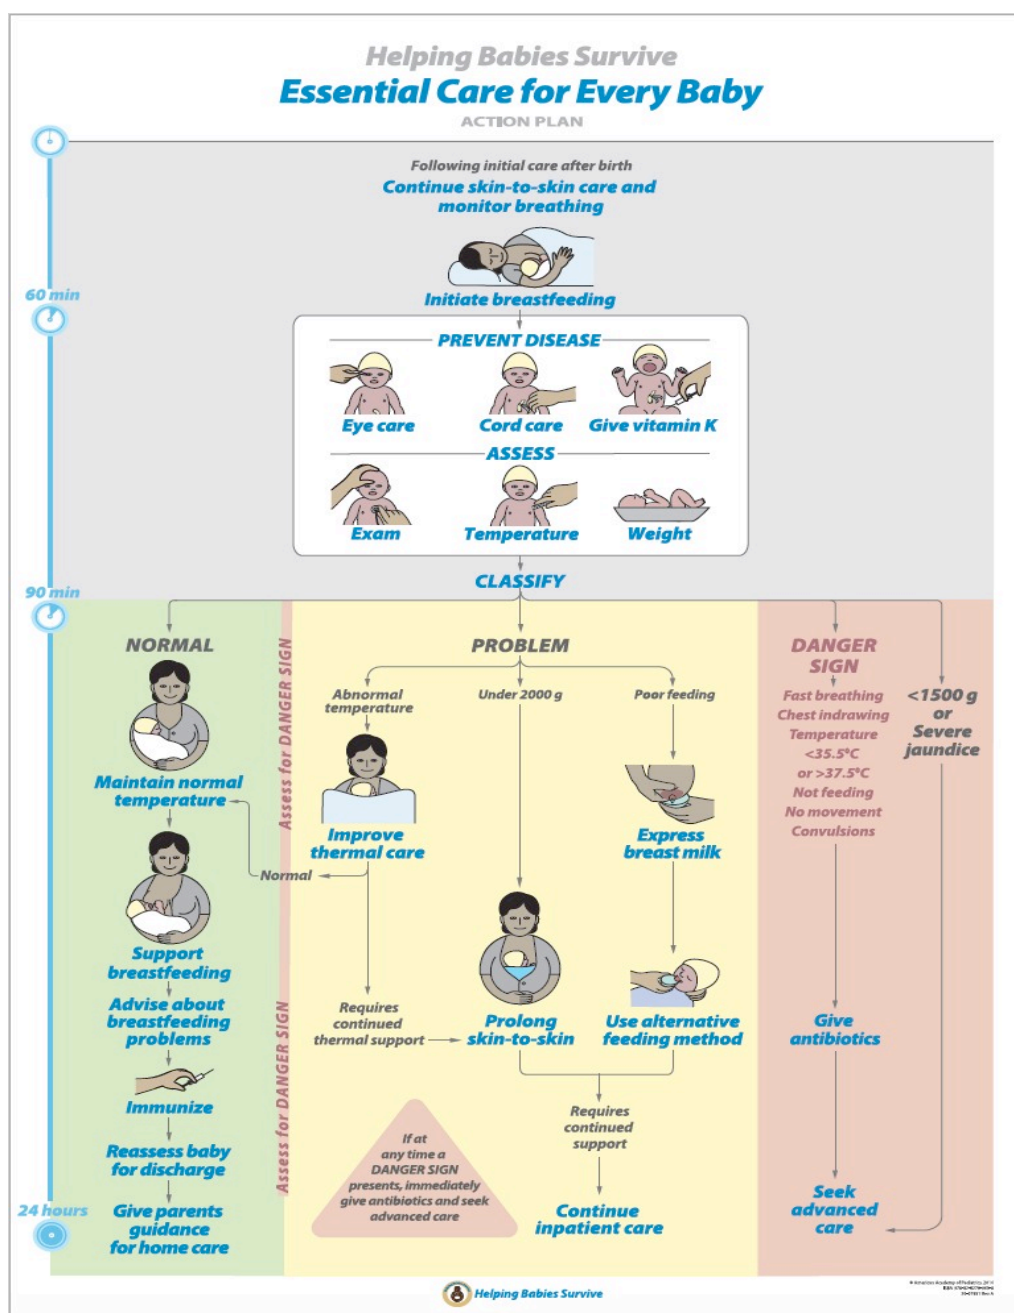 Helping Babies Survive
Essential Care for Every Baby
ACTION PLAN
Following initial care after birth
Continue skin-to-skin care and
monitor breathing
Initiate breastfeeding
60 min
PREVENT DISEASE
Eye care
Cord care
Give vitamin K
ASSESS
Exam
Temperature
Weight
CLASSIFY
90 min
NORMAL
Maintain normal
temperature
Support
breastfeeding
Advise about
breastfeeding
problems
Immunize
Reassess baby
for discharge
24 hours
Give parents
guidance
for home care
Assess for DANGER SIGN
Assess for DANGER SIGN
PROBLEM
Abnormal
temperature
Improve
thermal care
Normal
Requires
continued
thermal support
Under 2000 g
Prolong
skin-to-skin
Poor feeding
Express
breast milk
Use alternative
feeding method
Requires
continued
support
Continue
inpatient care
If at
any time a
DANGER SIGN
presents, immediately
give antibiotics and seek
advanced care
DANGER
SIGN
Fast breathing
Chest indrawing
Temperature
<35.5°C
or >37.5°C
Not feeding
No movement
Convulsions
Give
antibiotics
Seek
advanced
care
<1500 g
or
Severe
jaundice
Helping Babies Survive
© American Academy of Pediatrics, 2014